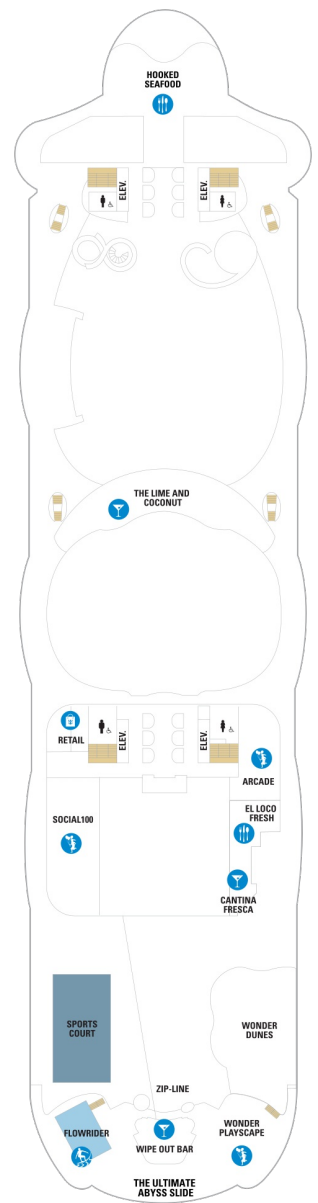 HOOKED
SEAFOOD
ELEV.
ELEV.
THE LIME AND
COCONUT
RETAIL
ELEV.
ELEV.
ARCADE
SOCIAL100
EL LOCO
FRESH
CANTINA
FRESCA
SPORTS
COURT
WONDER
DUNES
ZIP-LINE
FLOWRIDER
WIPE OUT BAR
WONDER
PLAYSCAPE
THE ULTIMATE
ABYSS SLIDE